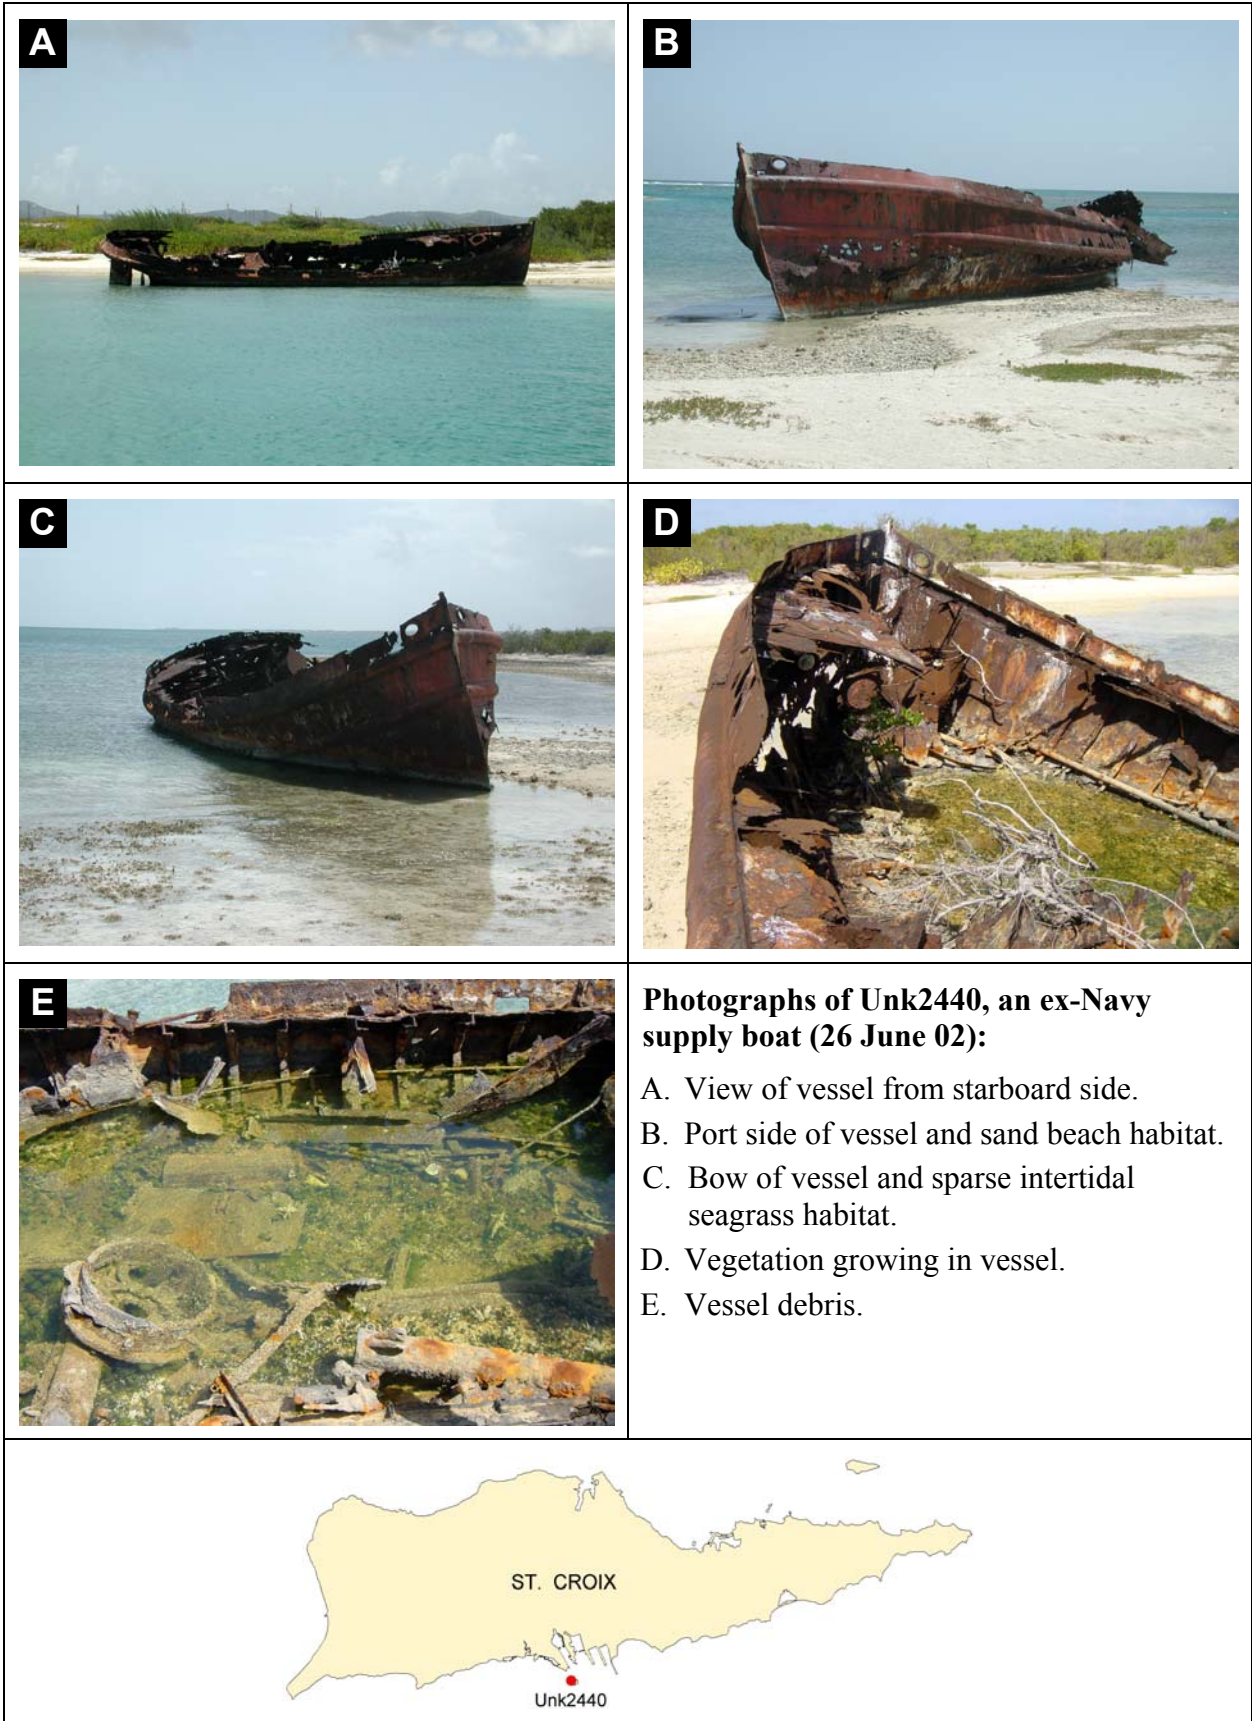 A
B
C
D
E
Photographs of Unk2440, an ex-Navy
supply boat (26 June 02):
A. View of vessel from starboard side.
B. Port side of vessel and sand beach habitat.
C. Bow of vessel and sparse intertidal
seagrass habitat.
D. Vegetation growing in vessel.
E. Vessel debris.
ST. CROIX
Unk2440